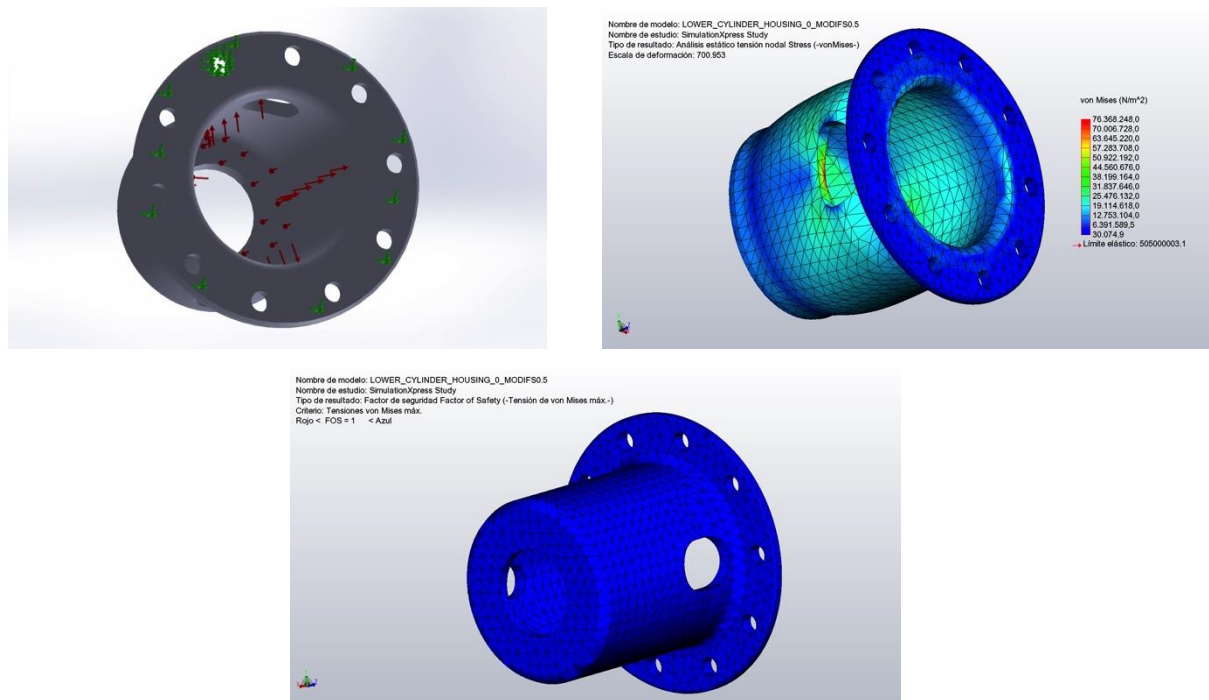 Nombre de modelo: LOWER_CYLINDER_HOUSING_0_MODIFS0.5
Nombre de estudio: SimulationXpress Study
Tipo de resultado: Análisis estático tensión nodal Stress (-vonMises-)
Escala de deformación: 700.953
von Mises (N/m^2)
76.368.248,0
70.006.728,0
63.645.220,0
57.283.708,0
50.922.192,0
44.560.676,0
38.199.164,0
31.837.646,0
25.476.132,0
19.114.618,0
12.753.104,0
6.391.589,5
30.074,9
Límite elástico: 505000003.1
Nombre de modelo: LOWER_CYLINDER_HOUSING_0_MODIFS0.5
Nombre de estudio: SimulationXpress Study
Tipo de resultado: Factor de seguridad Factor of Safety (-Tensión de von Mises máx.-)
Criterio: Tensiones von Mises máx.
Rojo < FOS = 1 < Azul